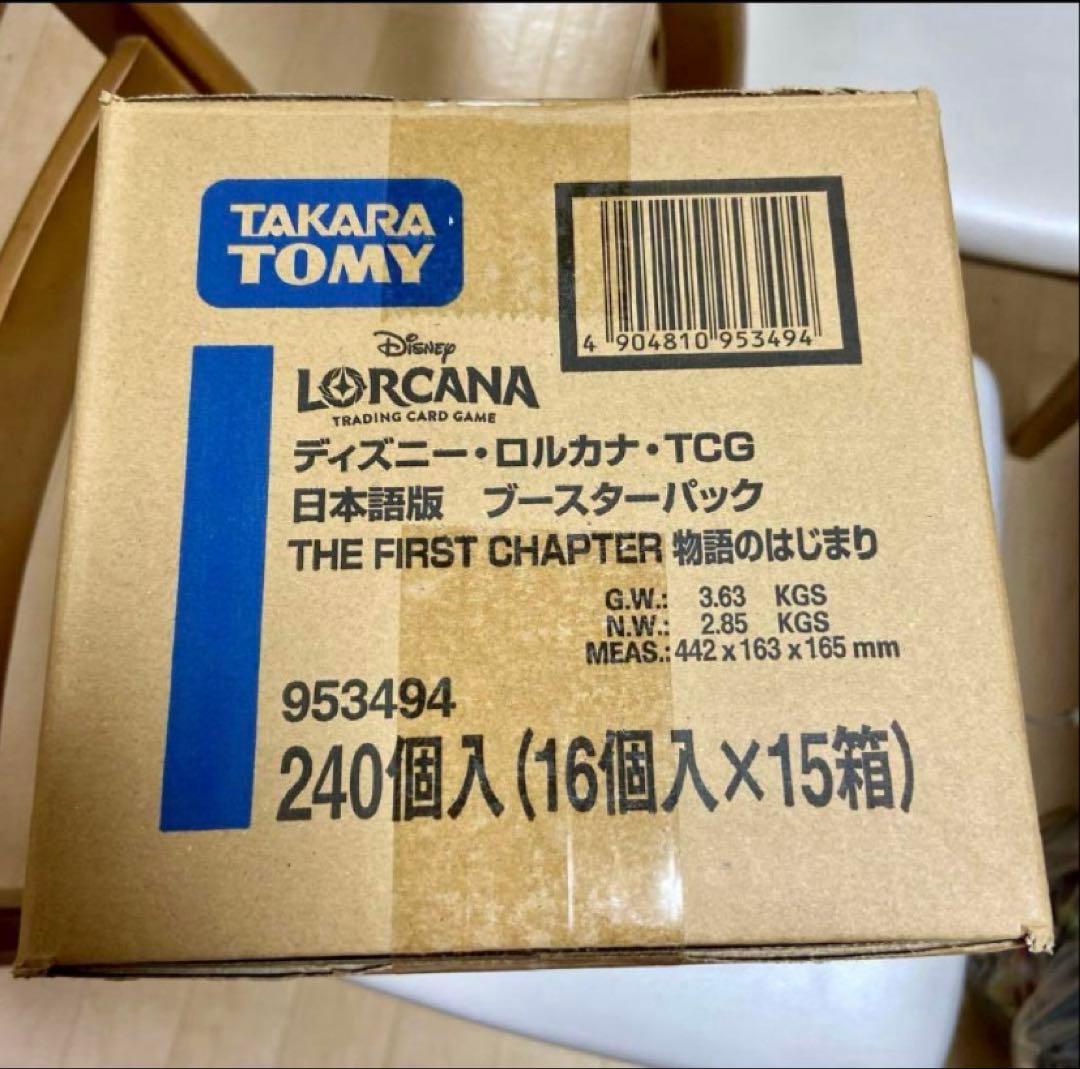 TAKARA
TOMY
4 904810 953494
Disney
LORCANA
TRADING CARD GAME
ディズニー・ロルカナ・TCG
日本語版 ブースターパック
THE FIRST CHAPTER 物語のはじまり
G.W.: 3.63 KGS
N.W.: 2.85 KGS
MEAS.: 442 x 163 x 165 mm
953494
240個入(16個入×15箱)